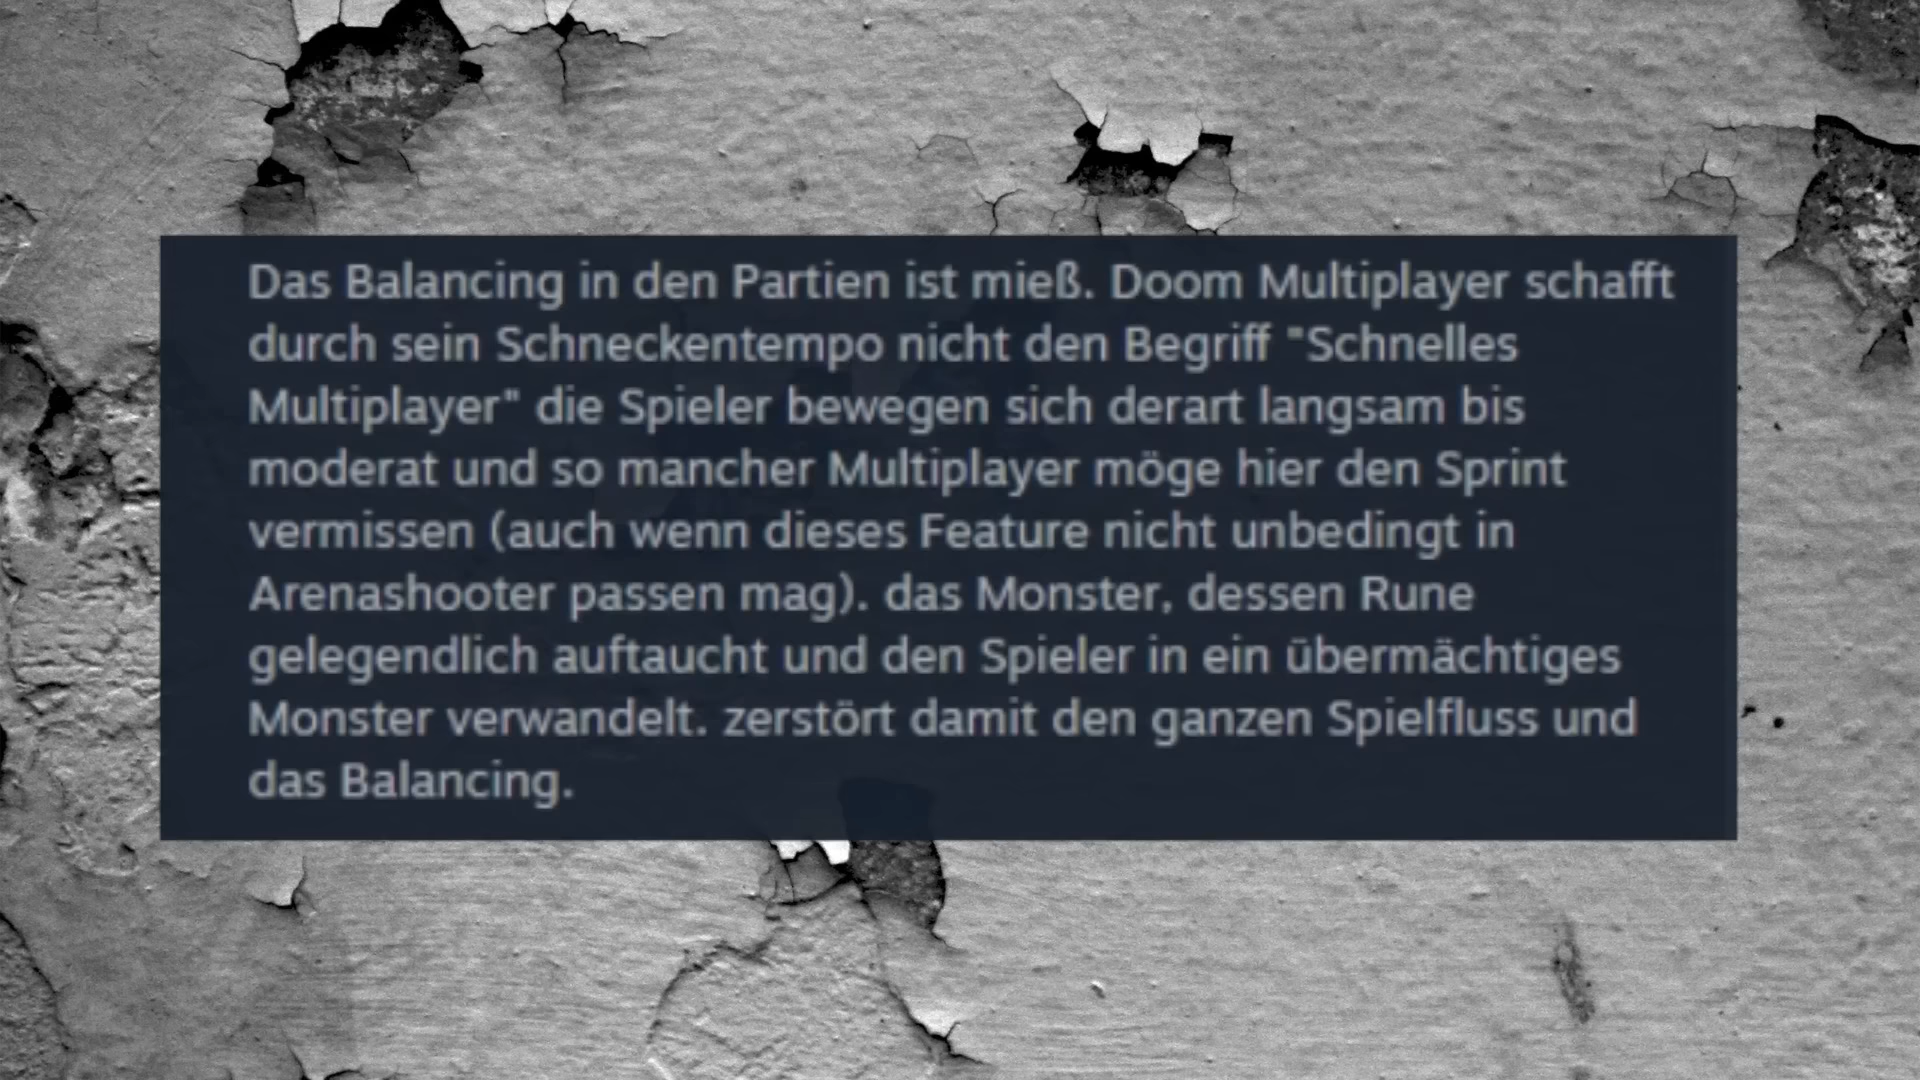 Das Balancing in den Partien ist mieß. Doom Multiplayer schafft
durch sein Schneckentempo nicht den Begriff "Schnelles
Multiplayer" die Spieler bewegen sich derart langsam bis
moderat und so mancher Multiplayer möge hier den Sprint
vermissen (auch wenn dieses Feature nicht unbedingt in
Arenashooter passen mag). das Monster, dessen Rune
gelegendlich auftaucht und den Spieler in ein übermächtiges
Monster verwandelt. zerstört damit den ganzen Spielfluss und
das Balancing.